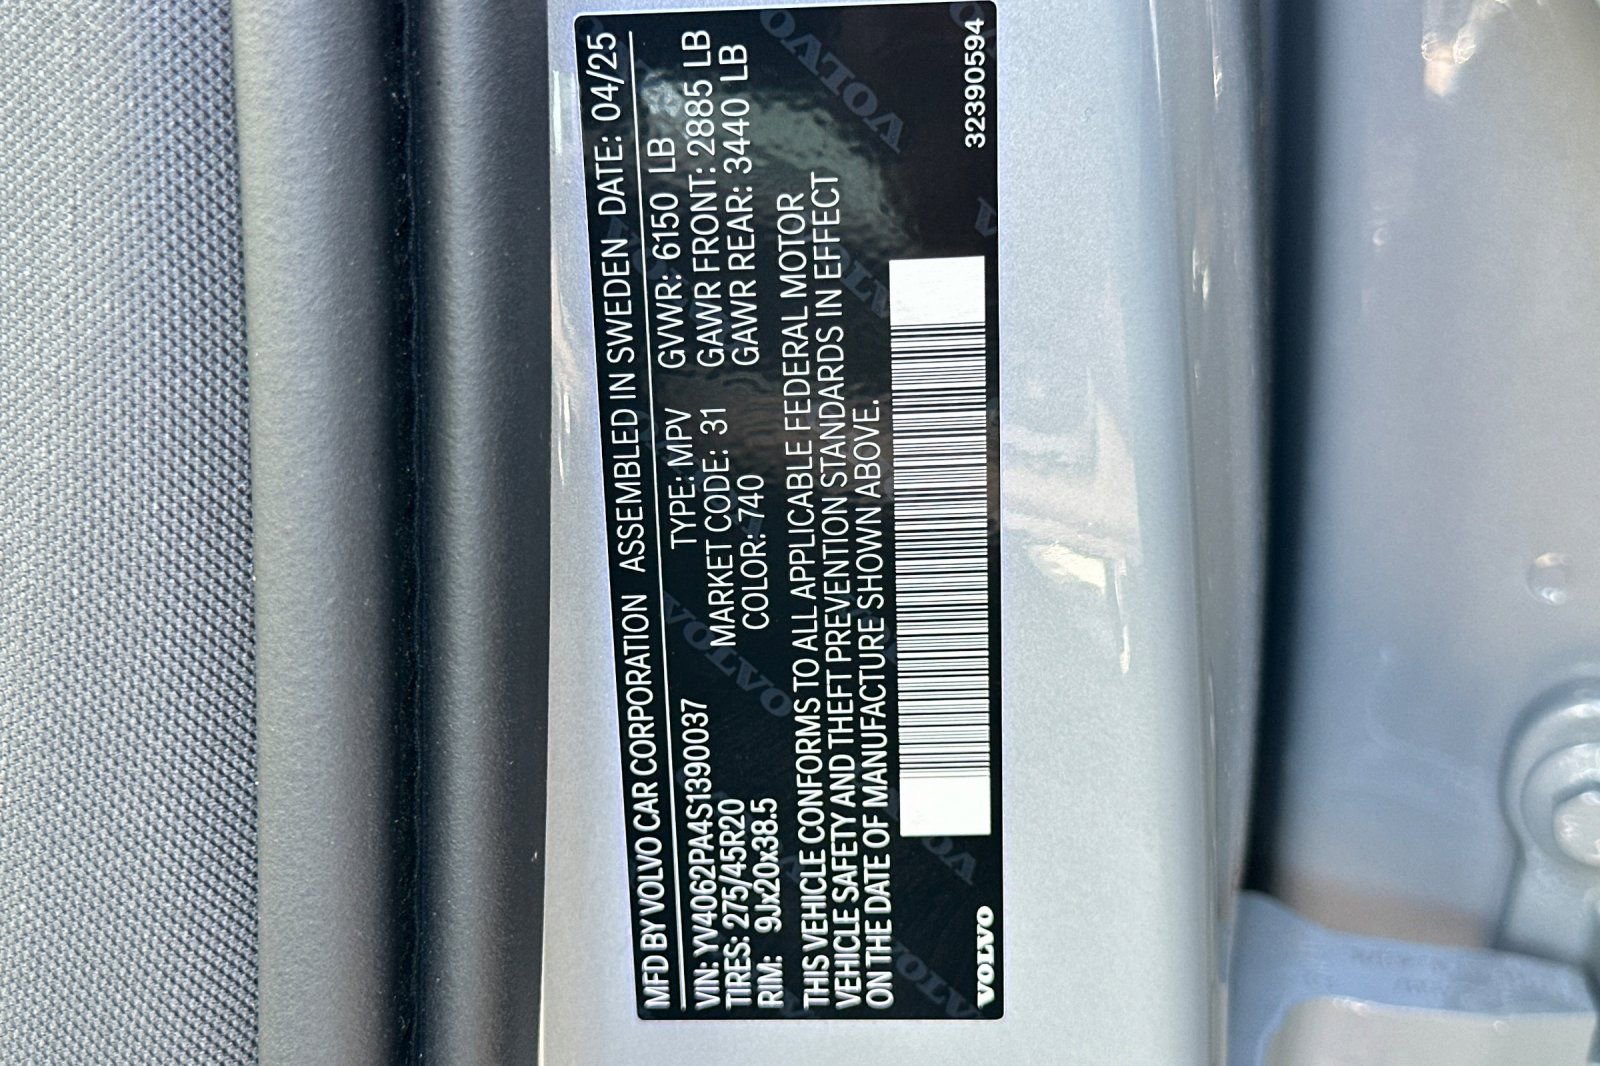 MFD BY VOLVO CAR CORPORATION ASSEMBLED IN SWEDEN DATE: 04/25
VIN: YV4062PA4S1390037 TYPE: MPV GVWR: 6150 LB
TIRES: 275/45R20 MARKET CODE: 31 GAWR FRONT: 2885 LB
RIM: 9Jx20x38.5 COLOR: 740 GAWR REAR: 3440 LB
THIS VEHICLE CONFORMS TO ALL APPLICABLE FEDERAL MOTOR
VEHICLE SAFETY AND THEFT PREVENTION STANDARDS IN EFFECT
ON THE DATE OF MANUFACTURE SHOWN ABOVE.
VOLVO 32390594